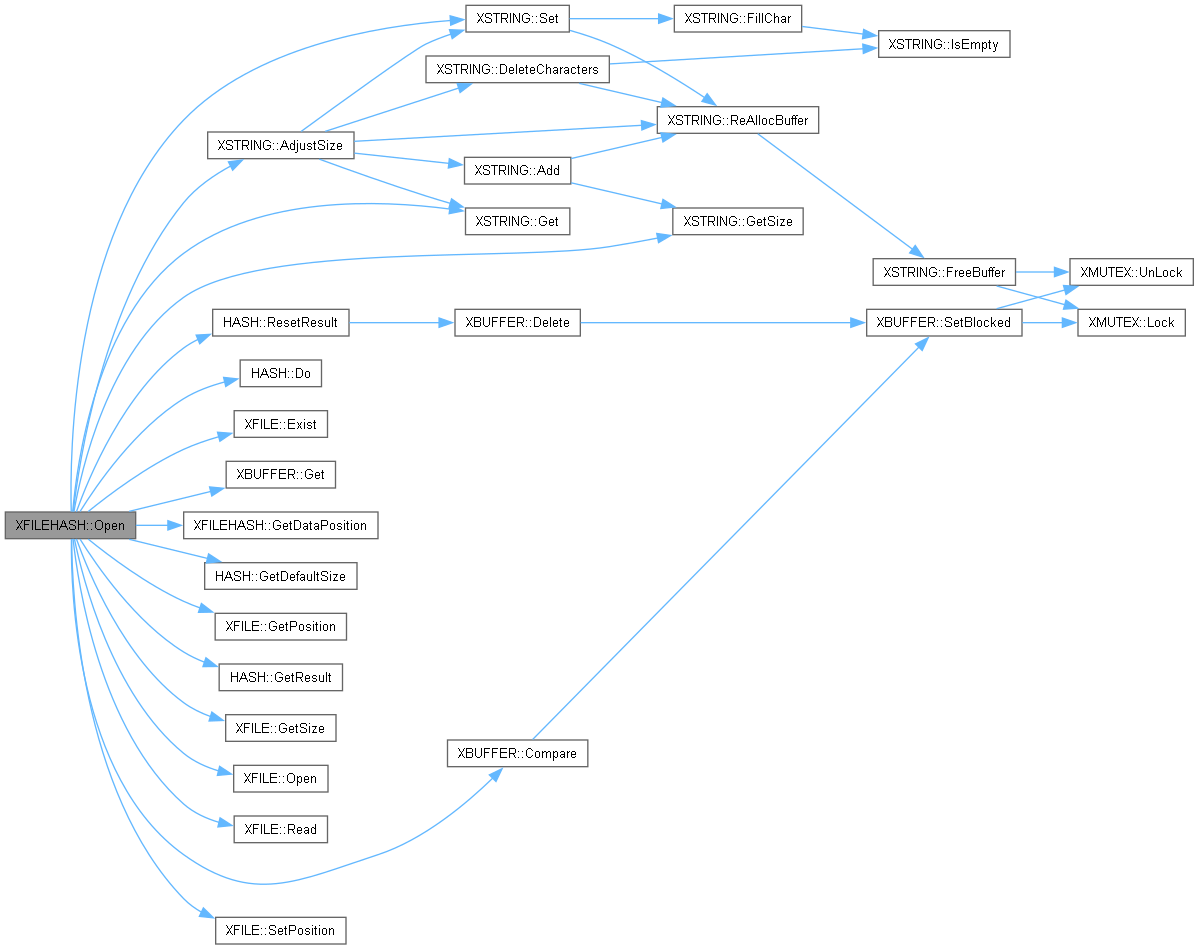 XSTRING::Set
XSTRING::FillChar
XSTRING::IsEmpty
XSTRING::DeleteCharacters
XSTRING::ReAllocBuffer
XSTRING::AdjustSize
XSTRING::Add
XSTRING::Get
XSTRING::GetSize
XSTRING::FreeBuffer
XMUTEX::UnLock
HASH::ResetResult
XBUFFER::Delete
XBUFFER::SetBlocked
XMUTEX::Lock
HASH::Do
XFILE::Exist
XBUFFER::Get
XFILEHASH::Open
XFILEHASH::GetDataPosition
HASH::GetDefaultSize
XFILE::GetPosition
HASH::GetResult
XFILE::GetSize
XBUFFER::Compare
XFILE::Open
XFILE::Read
XFILE::SetPosition